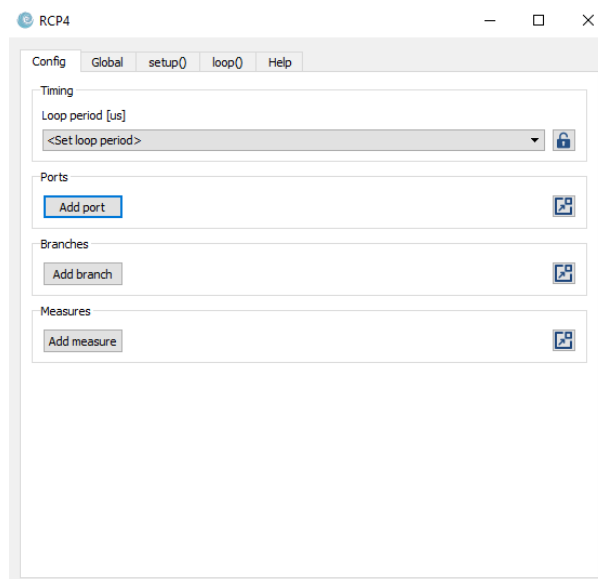 RCP4
Config Global setup() loop() Help
Timing
Loop period [us]
<Set loop period>
Ports
Add port
Branches
Add branch
Measures
Add measure